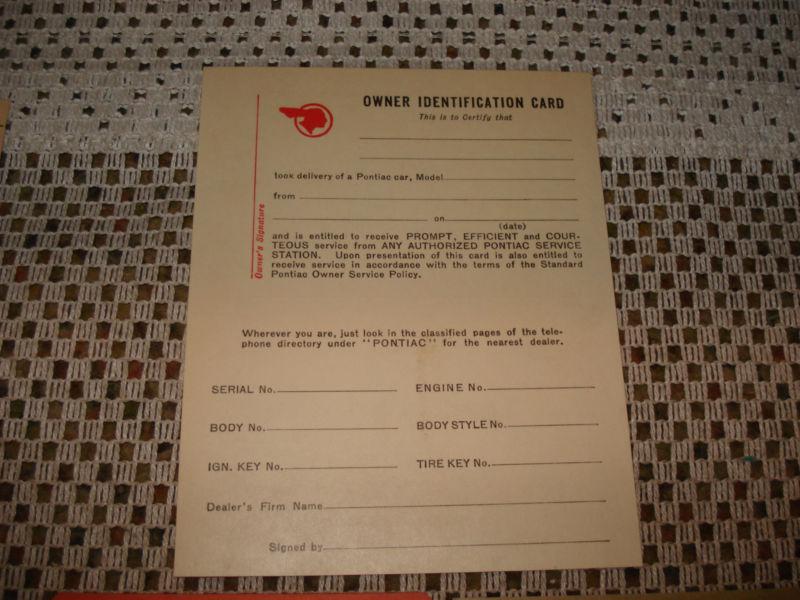 OWNER IDENTIFICATION CARD
This is to Certify that
took delivery of a Pontiac car, Model
from
on
(date)
and is entitled to receive PROMPT, EFFICIENT and COUR-
TEOUS service from ANY AUTHORIZED PONTIAC SERVICE
STATION. Upon presentation of this card is also entitled to
receive service in accordance with the terms of the Standard
Pontiac Owner Service Policy.
Owner's Signature
Wherever you are, just look in the classified pages of the tele-
phone directory under "PONTIAC" for the nearest dealer.
SERIAL No. ENGINE No.
BODY No. BODY STYLE No.
IGN. KEY No. TIRE KEY No.
Dealer's Firm Name
Signed by